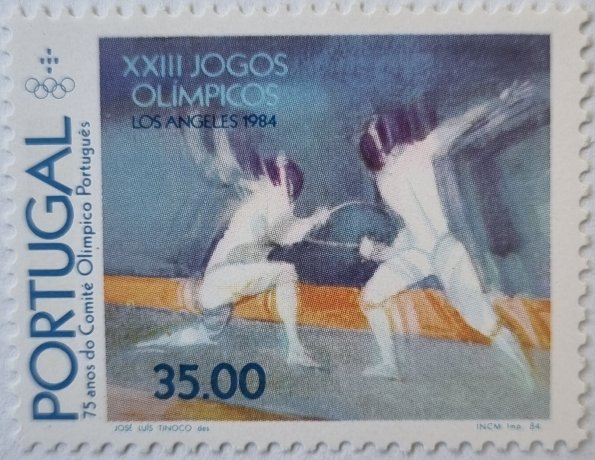 PORTUGAL
75 anos do Comité Olímpico Português
XXIII JOGOS
OLÍMPICOS
LOS ANGELES 1984
35.00
JOSÉ LUÍS TINOCO des
INCM Imp. 84